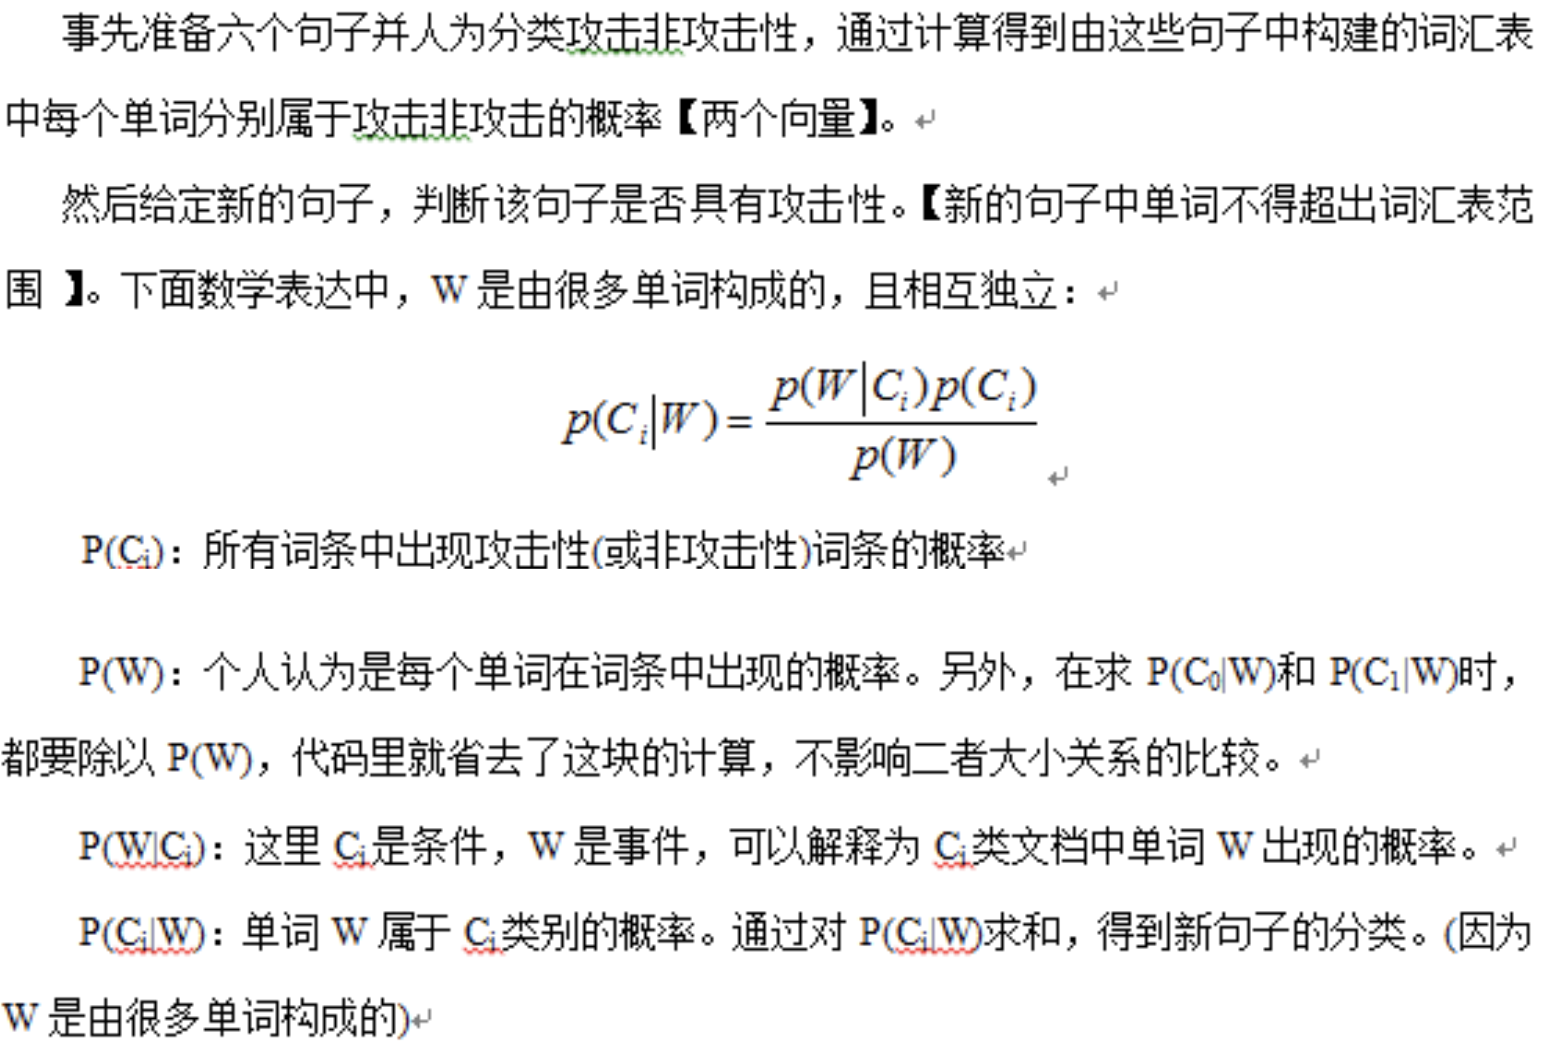 事先准备六个句子并人为分类攻击非攻击性，通过计算得到由这些句子中构建的词汇表
中每个单词分别属于攻击非攻击的概率【两个向量】。↵
然后给定新的句子，判断该句子是否具有攻击性。【新的句子中单词不得超出词汇表范
围 】。下面数学表达中，W 是由很多单词构成的，且相互独立：↵
p(C_i|W) = p(W|C_i)p(C_i) / p(W) ↵
P(C_i)：所有词条中出现攻击性(或非攻击性)词条的概率↵
P(W)：个人认为是每个单词在词条中出现的概率。另外，在求 P(C_0|W)和 P(C_1|W)时，
都要除以 P(W)，代码里就省去了这块的计算，不影响二者大小关系的比较。↵
P(W|C_i)：这里 C_i 是条件，W 是事件，可以解释为 C_i 类文档中单词 W 出现的概率。↵
P(C_i|W)：单词 W 属于 C_i 类别的概率。通过对 P(C_i|W)求和，得到新句子的分类。(因为
W 是由很多单词构成的)↵